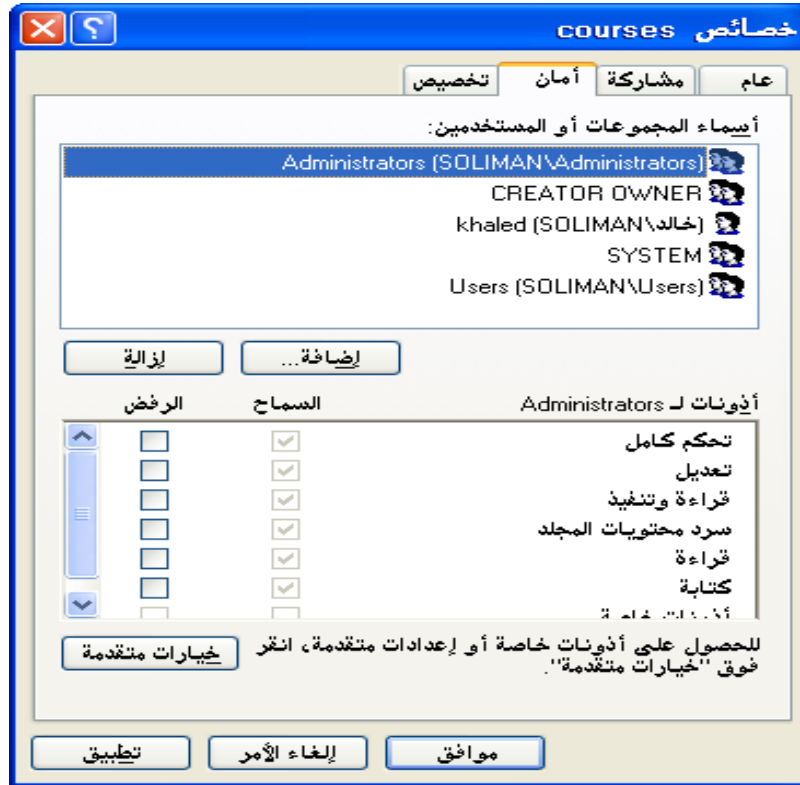 خصائص courses
عام
مشاركة
أمان
تخصيص
أسماء المجموعات أو المستخدمين:
Administrators (SOLIMAN\Administrators)
CREATOR OWNER
khaled (SOLIMAN\خالد)
SYSTEM
Users (SOLIMAN\Users)
إضافة...
إزالة
أذونات لـ Administrators
السماح
الرفض
تحكم كامل
تعديل
قراءة وتنفيذ
سرد محتويات المجلد
قراءة
كتابة
أذونات خاصة
للحصول على أذونات خاصة أو إعدادات متقدمة، انقر
فوق "خيارات متقدمة".
خيارات متقدمة
موافق
إلغاء الأمر
تطبيق